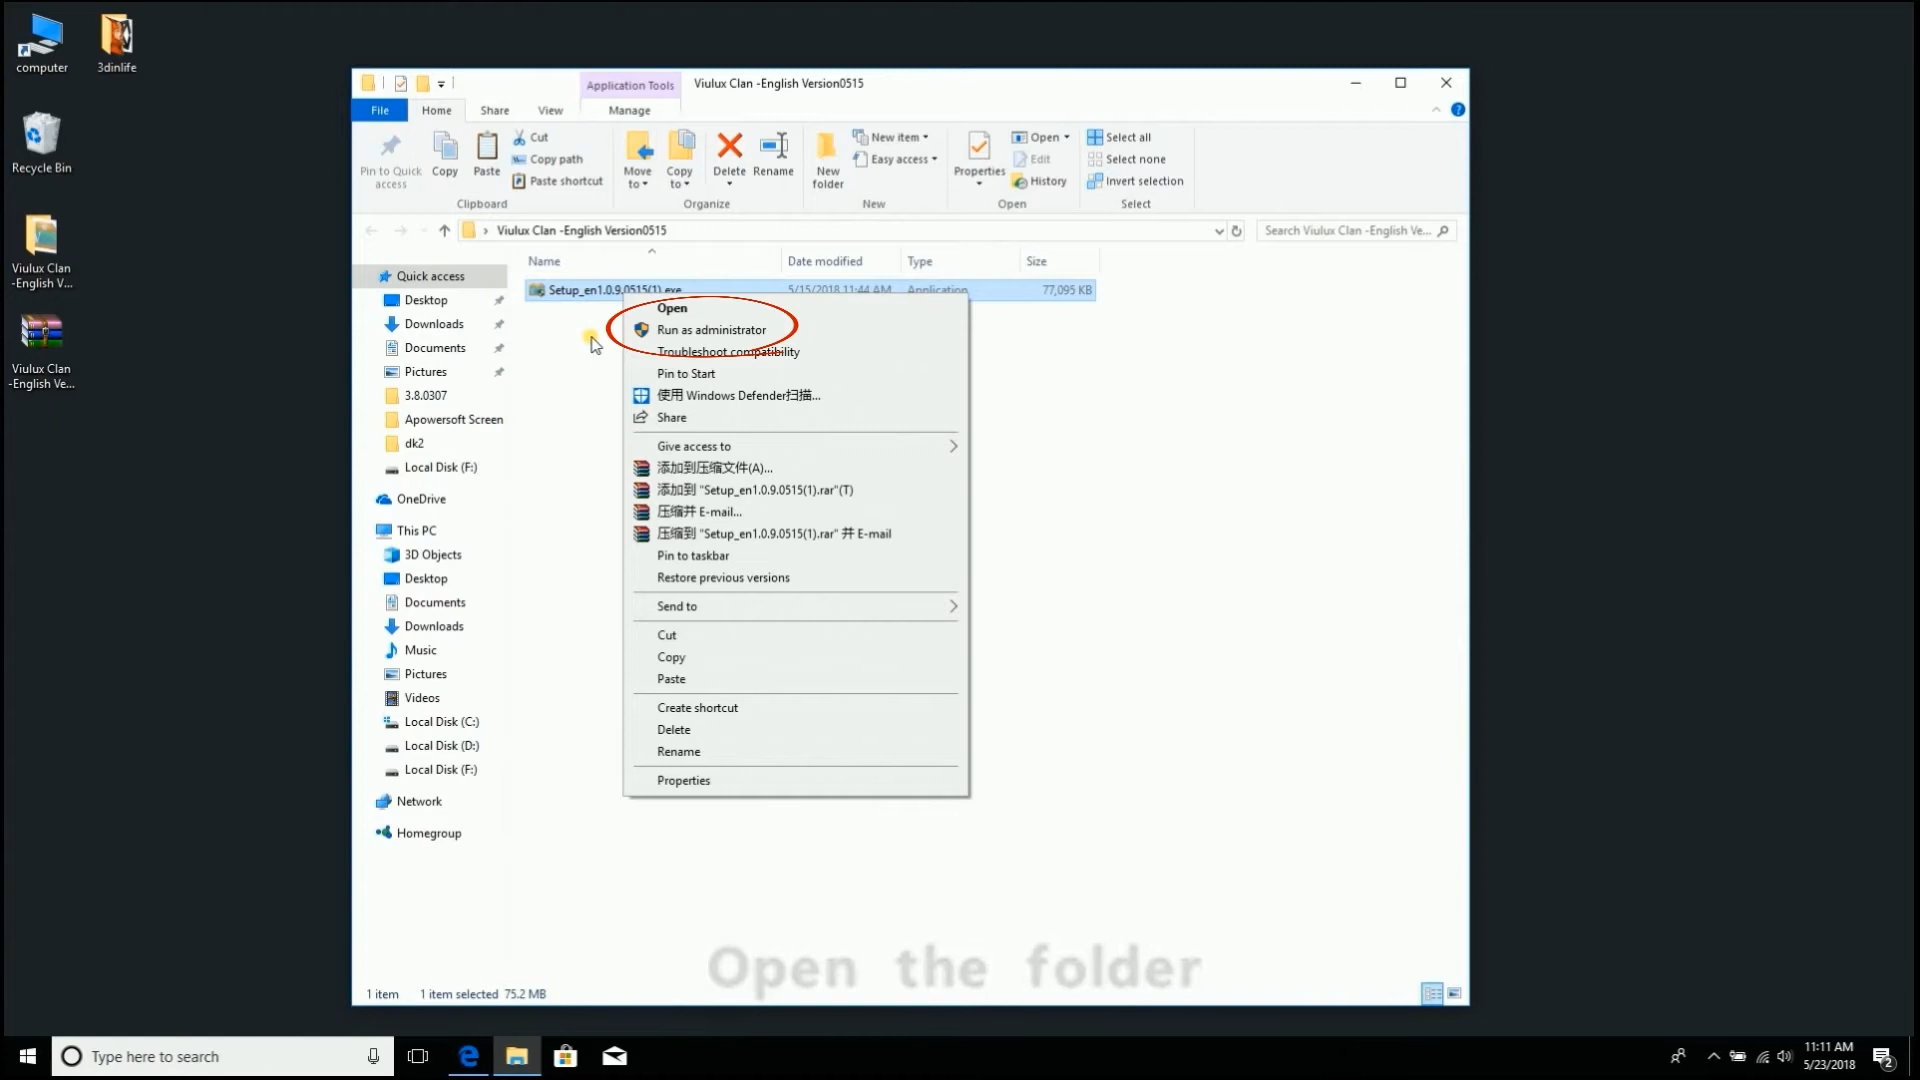 computer
3dinlife
Recycle Bin
Viulux Clan
-English V...
Viulux Clan
-English Ve...
Application Tools
Viulux Clan -English Version0515
File
Home
Share
View
Manage
Pin to Quick
access
Copy
Paste
Cut
Copy path
Paste shortcut
Clipboard
Move
to
Copy
to
Delete
Rename
Organize
New
folder
New item
Easy access
New
Properties
Open
Edit
History
Open
Select all
Select none
Invert selection
Select
Viulux Clan -English Version0515
Search Viulux Clan -English Ve...
Name
Date modified
Type
Size
Setup_en1.0.9.0515(1).exe
5/15/2018 11:44 AM
Application
77,095 KB
Quick access
Desktop
Downloads
Documents
Pictures
3.8.0307
Apowersoft Screen
dk2
Local Disk (F:)
OneDrive
This PC
3D Objects
Desktop
Documents
Downloads
Music
Pictures
Videos
Local Disk (C:)
Local Disk (D:)
Local Disk (F:)
Network
Homegroup
Open
Run as administrator
Troubleshoot compatibility
Pin to Start
使用 Windows Defender扫描...
Share
Give access to
添加到压缩文件(A)...
添加到 "Setup_en1.0.9.0515(1).rar"(T)
压缩并 E-mail...
压缩到 "Setup_en1.0.9.0515(1).rar" 并 E-mail
Pin to taskbar
Restore previous versions
Send to
Cut
Copy
Paste
Create shortcut
Delete
Rename
Properties
Open the folder
1 item
1 item selected 75.2 MB
Type here to search
11:11 AM
5/23/2018
2